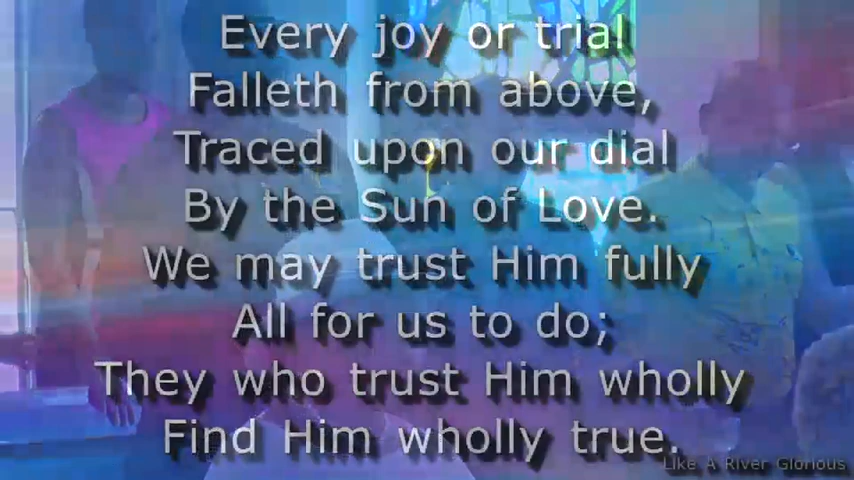 Every joy or trial
Falleth from above,
Traced upon our dial
By the Sun of Love.
We may trust Him fully
All for us to do;
They who trust Him wholly
Find Him wholly true.
Like A River Glorious